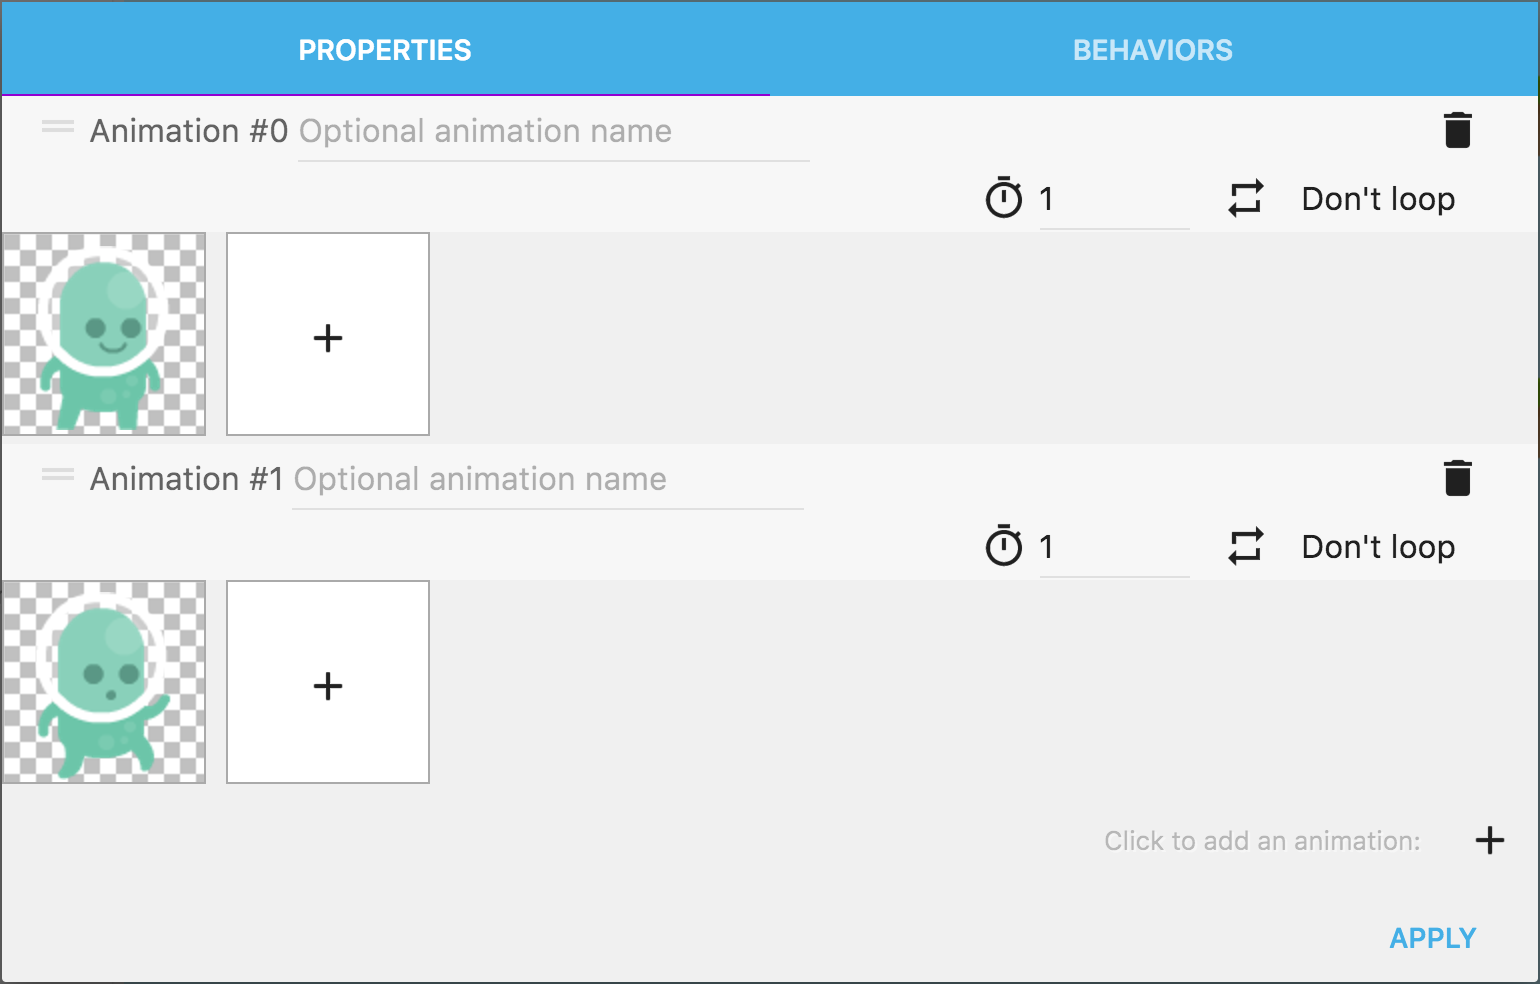 PROPERTIES
BEHAVIORS
Animation #0 Optional animation name
1 Don't loop
Animation #1 Optional animation name
1 Don't loop
Click to add an animation:
APPLY